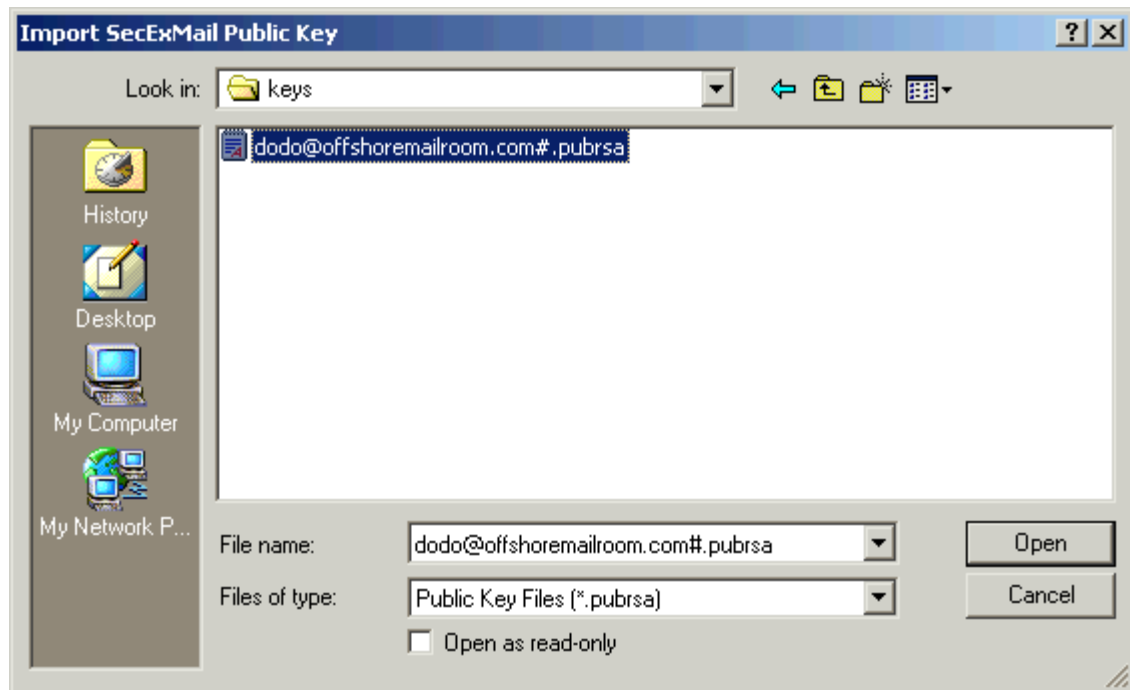 Import SecExMail Public Key
Look in: keys
dodo@offshoremailroom.com#.pubrsa
History
Desktop
My Computer
My Network P...
File name: dodo@offshoremailroom.com#.pubrsa Open
Files of type: Public Key Files (*.pubrsa) Cancel
Open as read-only